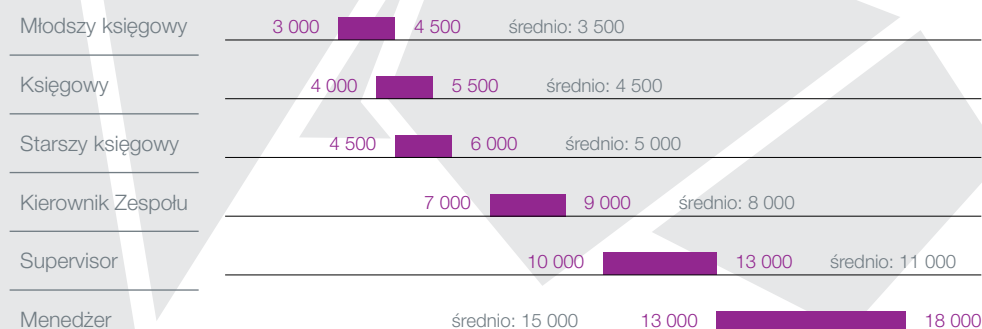 Młodszy księgowy 3 000 4 500 średnio: 3 500
Księgowy 4 000 5 500 średnio: 4 500
Starszy księgowy 4 500 6 000 średnio: 5 000
Kierownik Zespołu 7 000 9 000 średnio: 8 000
Supervisor 10 000 13 000 średnio: 11 000
Menedżer średnio: 15 000 13 000 18 000